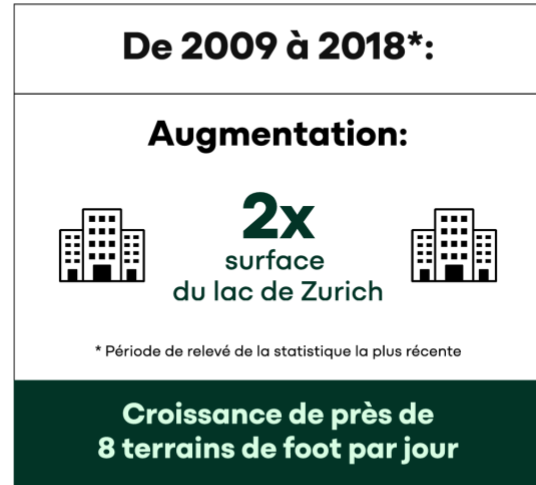 De 2009 à 2018*:
Augmentation:
2x
surface
du lac de Zurich
* Période de relevé de la statistique la plus récente
Croissance de près de
8 terrains de foot par jour